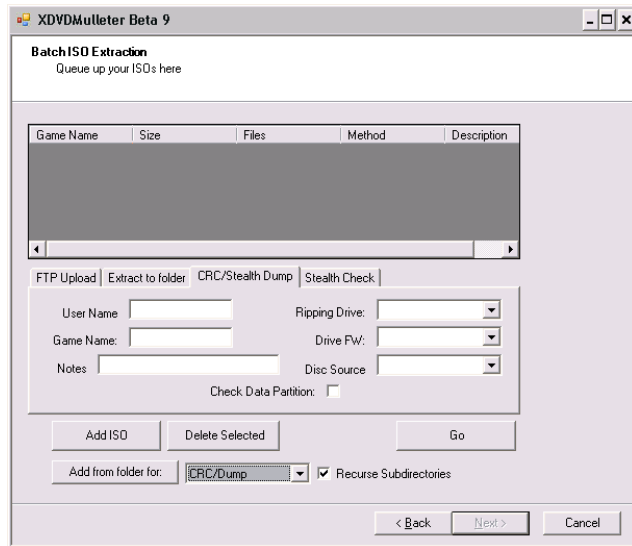 XDVDMulleter Beta 9
Batch ISO Extraction
Queue up your ISOs here
Game Name Size Files Method Description
FTP Upload Extract to folder CRC/Stealth Dump Stealth Check
User Name Ripping Drive:
Game Name: Drive FW:
Notes Disc Source
Check Data Partition:
Add ISO Delete Selected Go
Add from folder for: CRC/Dump Recurse Subdirectories
< Back Next > Cancel